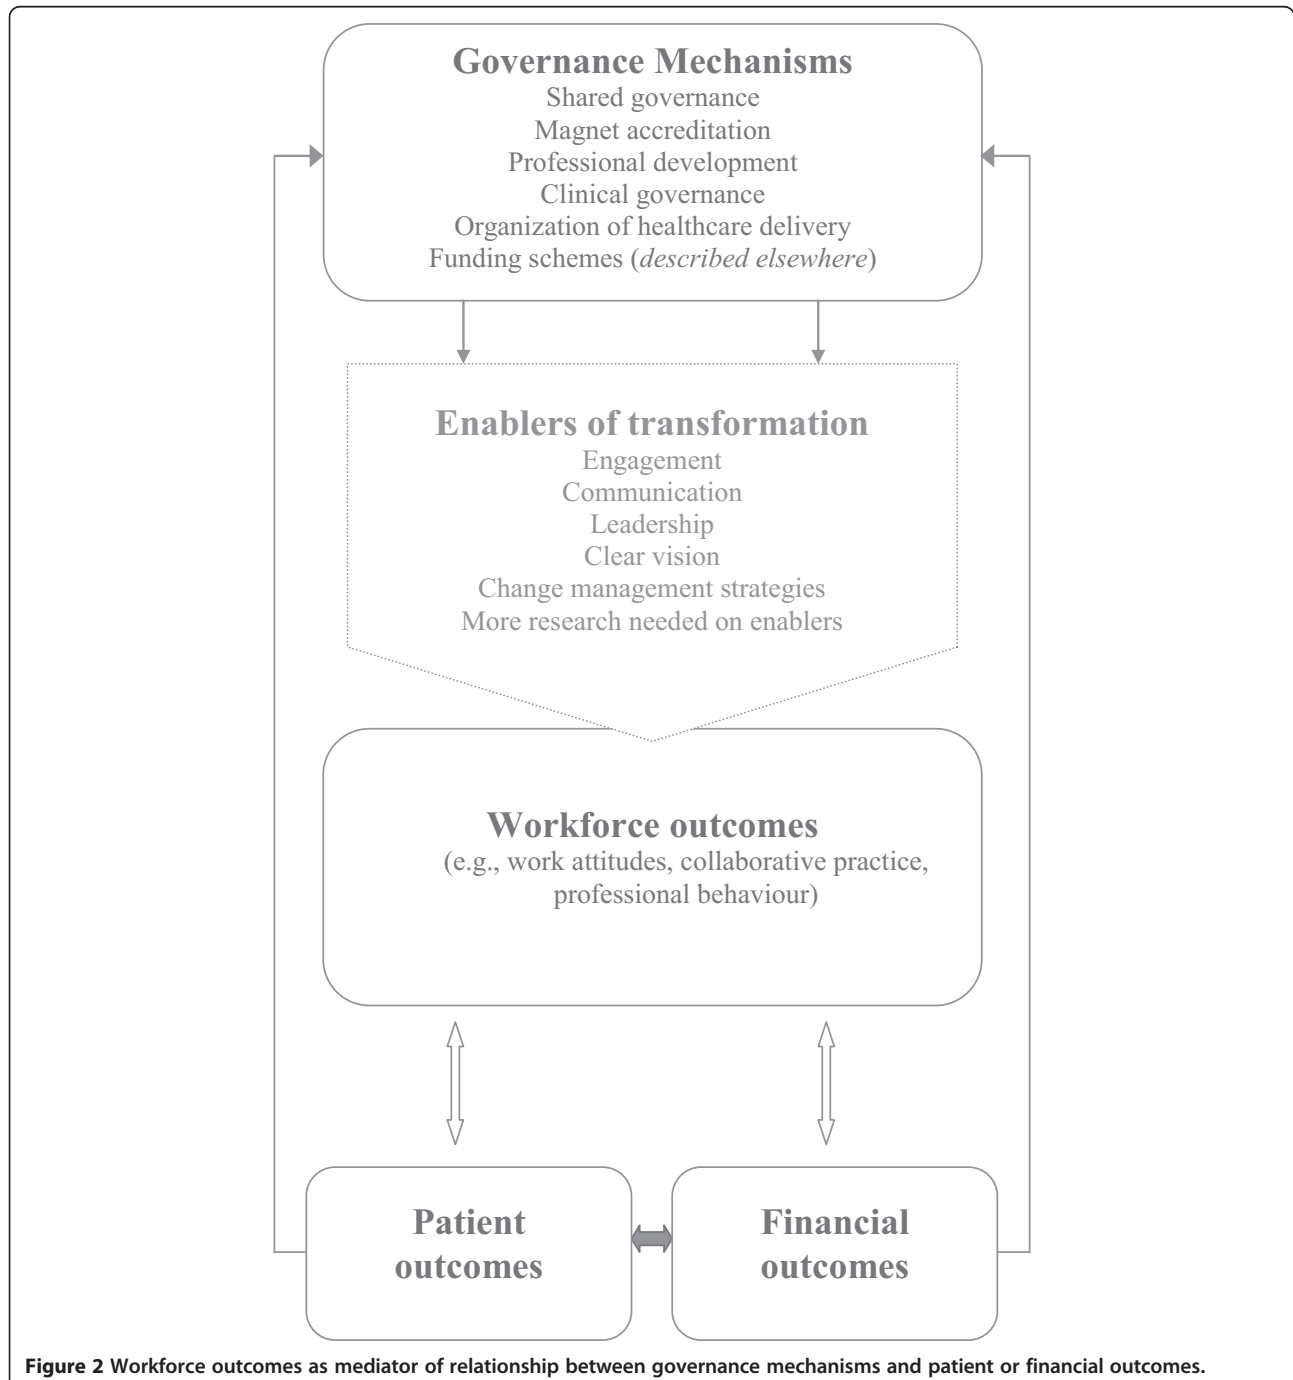 Governance Mechanisms
Shared governance
Magnet accreditation
Professional development
Clinical governance
Organization of healthcare delivery
Funding schemes (described elsewhere)
Enablers of transformation
Engagement
Communication
Leadership
Clear vision
Change management strategies
More research needed on enablers
Workforce outcomes
(e.g., work attitudes, collaborative practice,
professional behaviour)
Patient
outcomes
Financial
outcomes
Figure 2 Workforce outcomes as mediator of relationship between governance mechanisms and patient or financial outcomes.